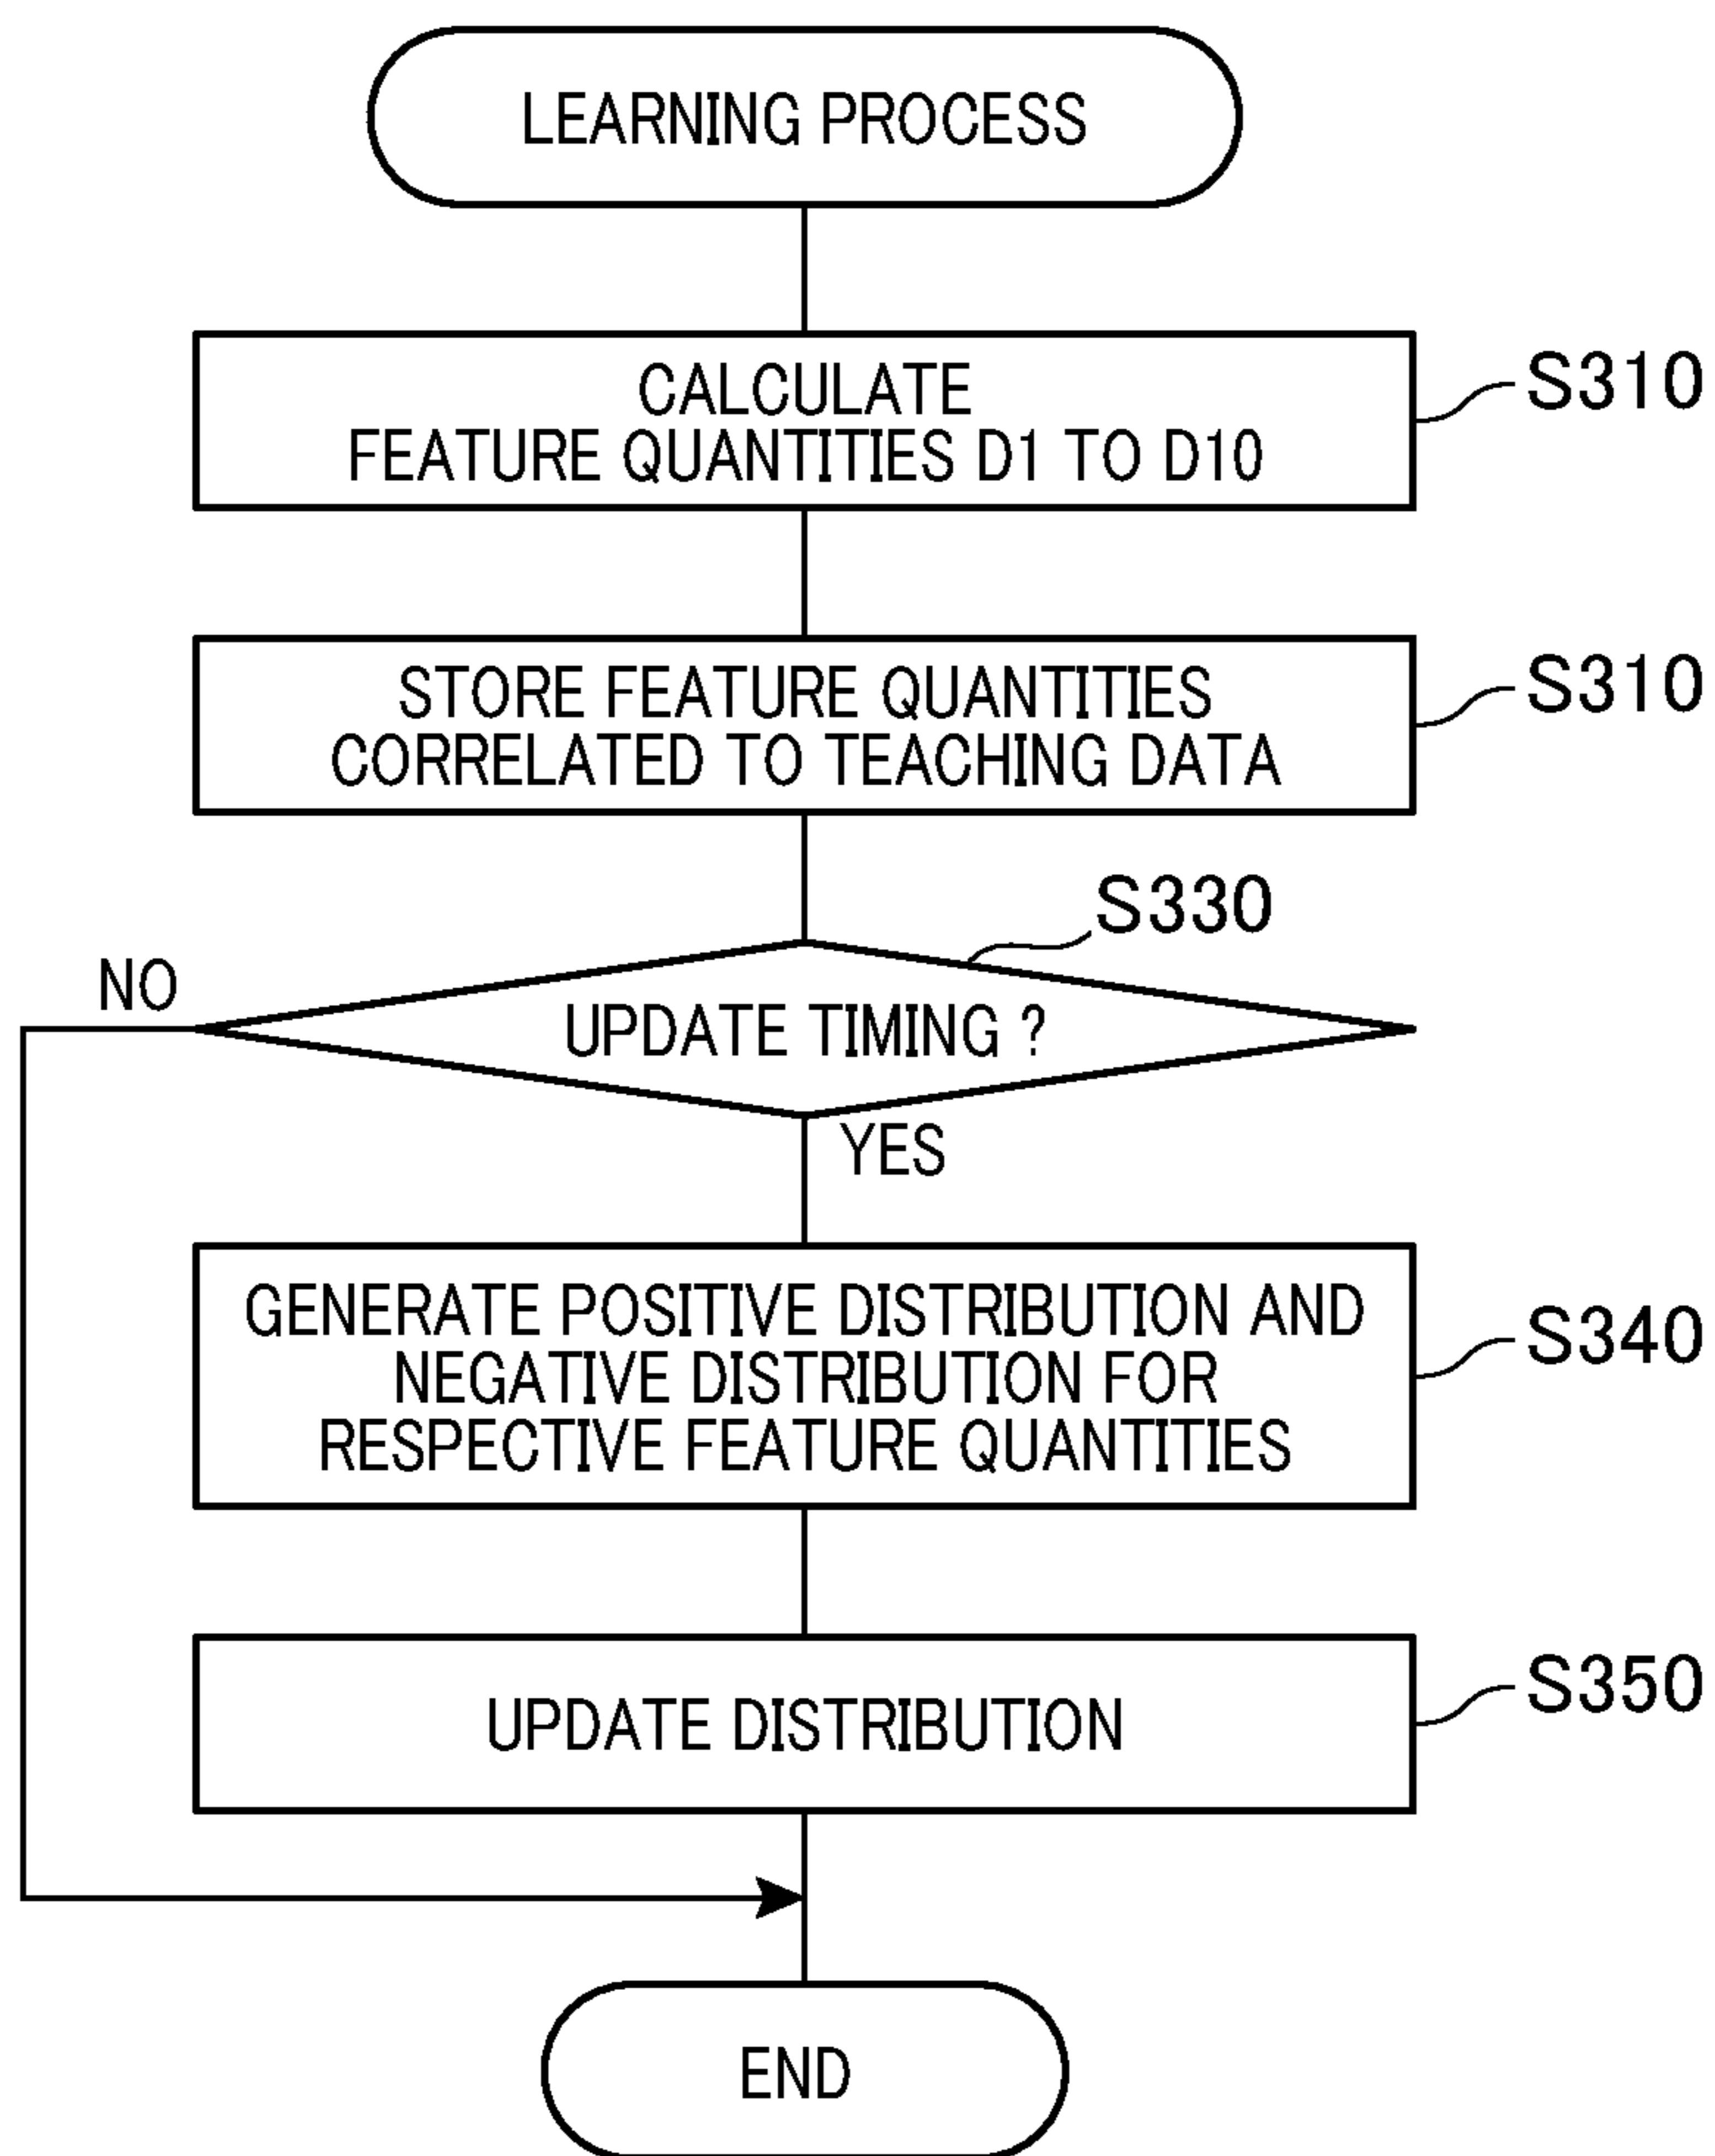 LEARNING PROCESS
CALCULATE
FEATURE QUANTITIES D1 TO D10
S310
STORE FEATURE QUANTITIES
CORRELATED TO TEACHING DATA
S310
S330
NO
UPDATE TIMING ?
YES
GENERATE POSITIVE DISTRIBUTION AND
NEGATIVE DISTRIBUTION FOR
RESPECTIVE FEATURE QUANTITIES
S340
UPDATE DISTRIBUTION
S350
END